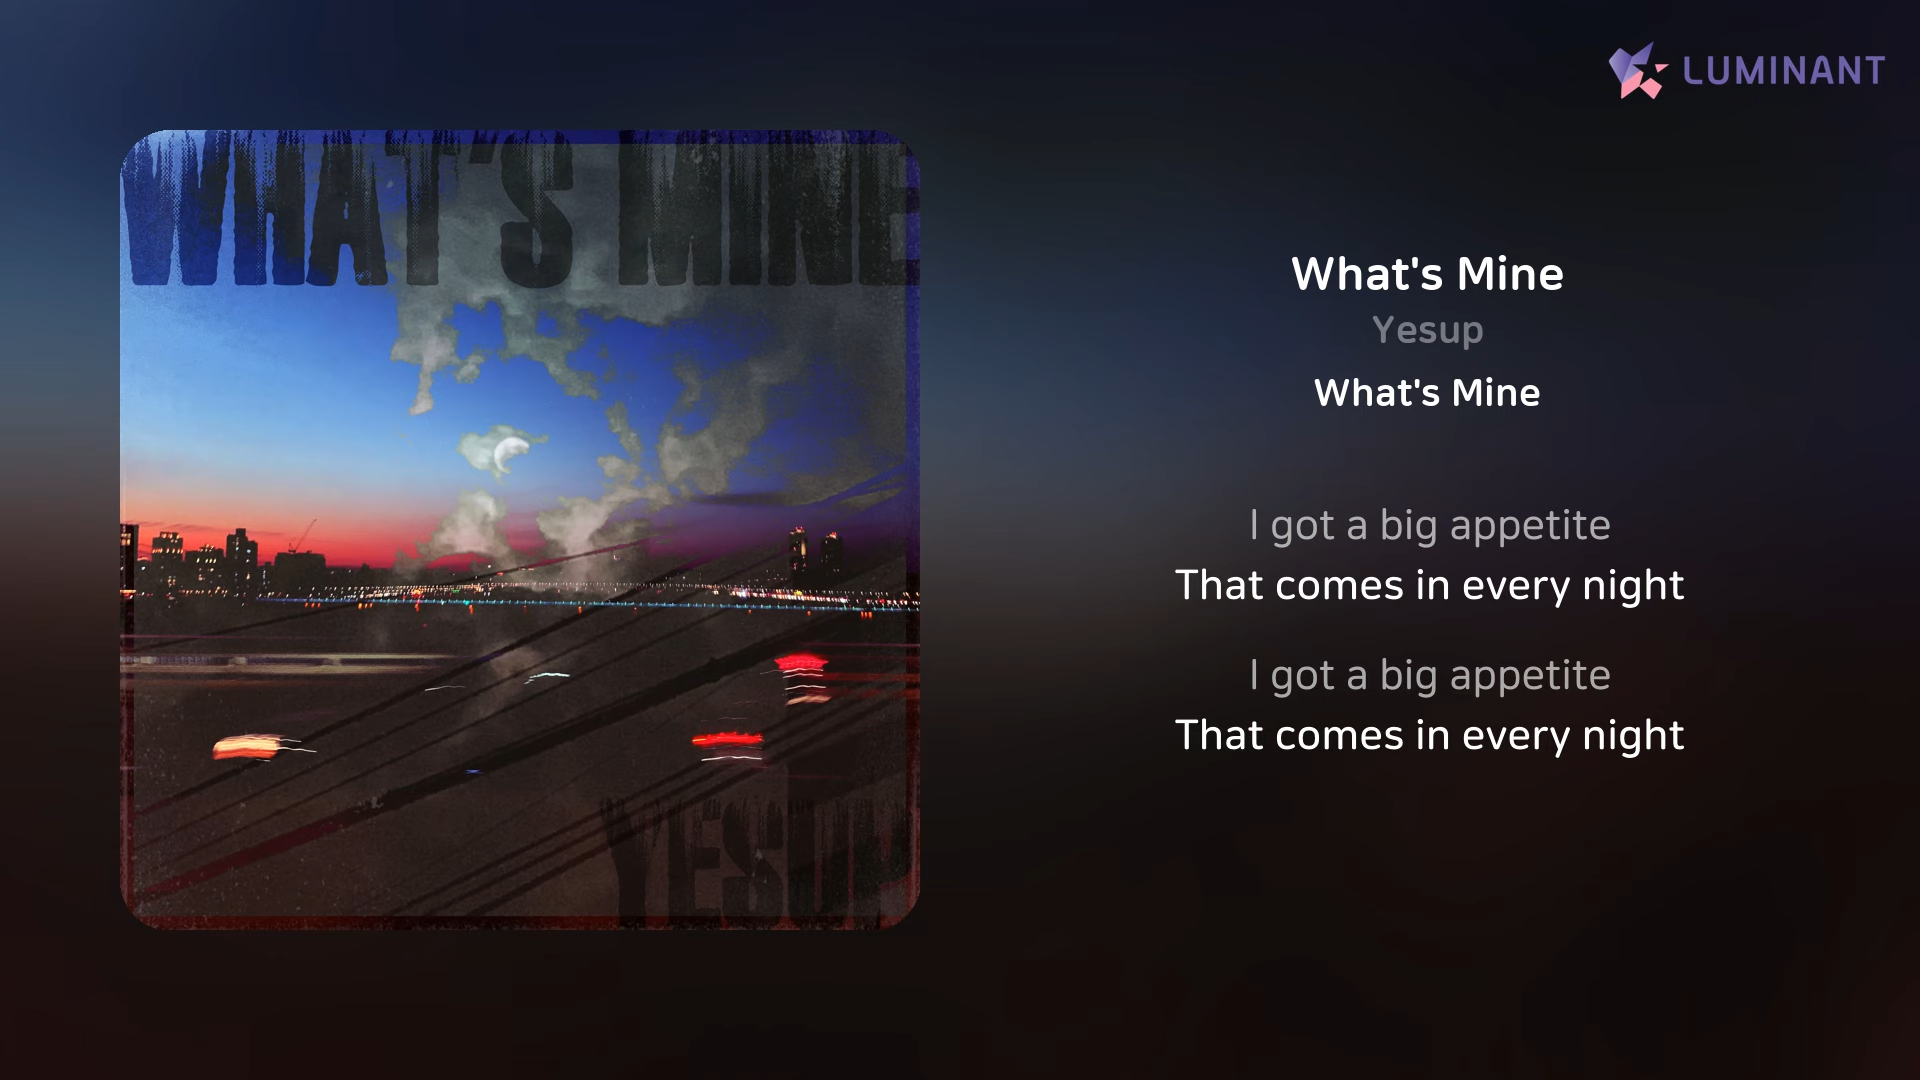 LUMINANT
WHAT'S MINE
YESUP
What's Mine
Yesup
What's Mine
I got a big appetite
That comes in every night
I got a big appetite
That comes in every night